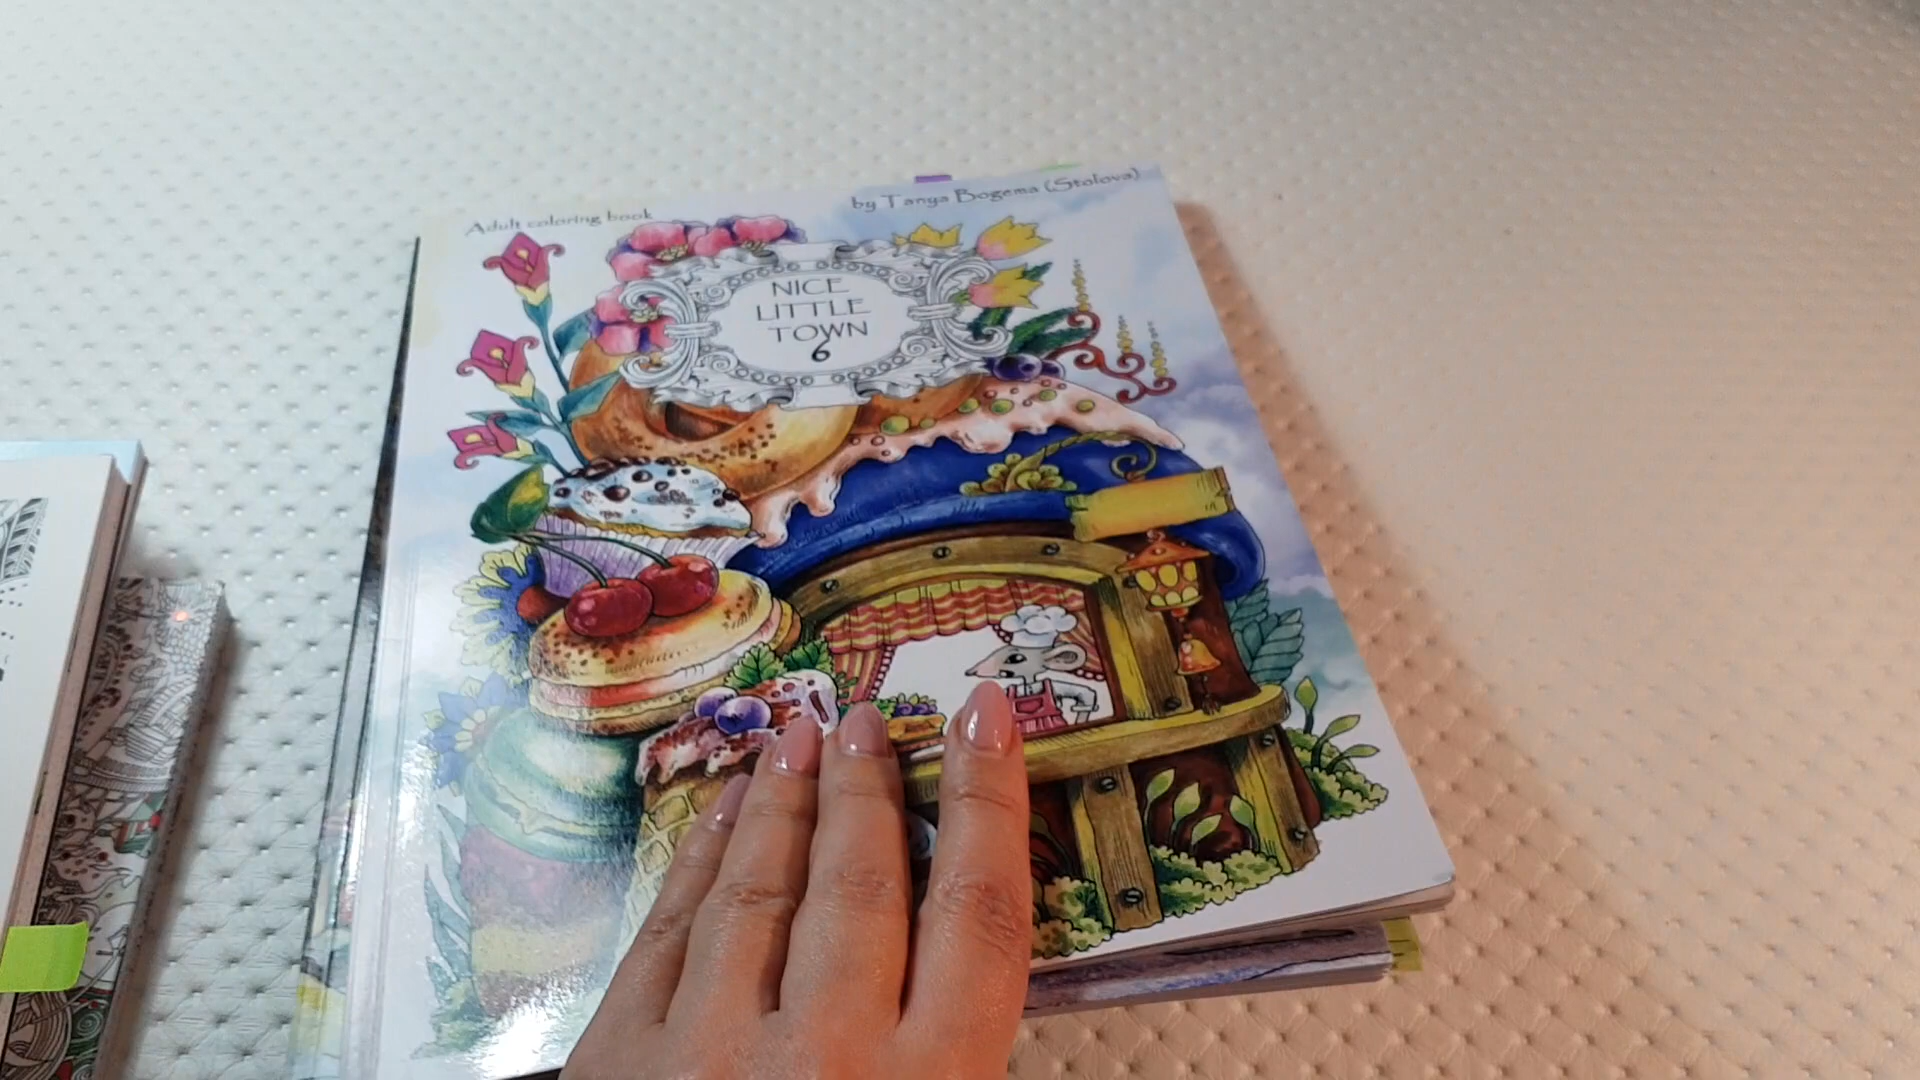 Adult coloring book
by Tanya Bogema (Stolova)
NICE
LITTLE
TOWN
6